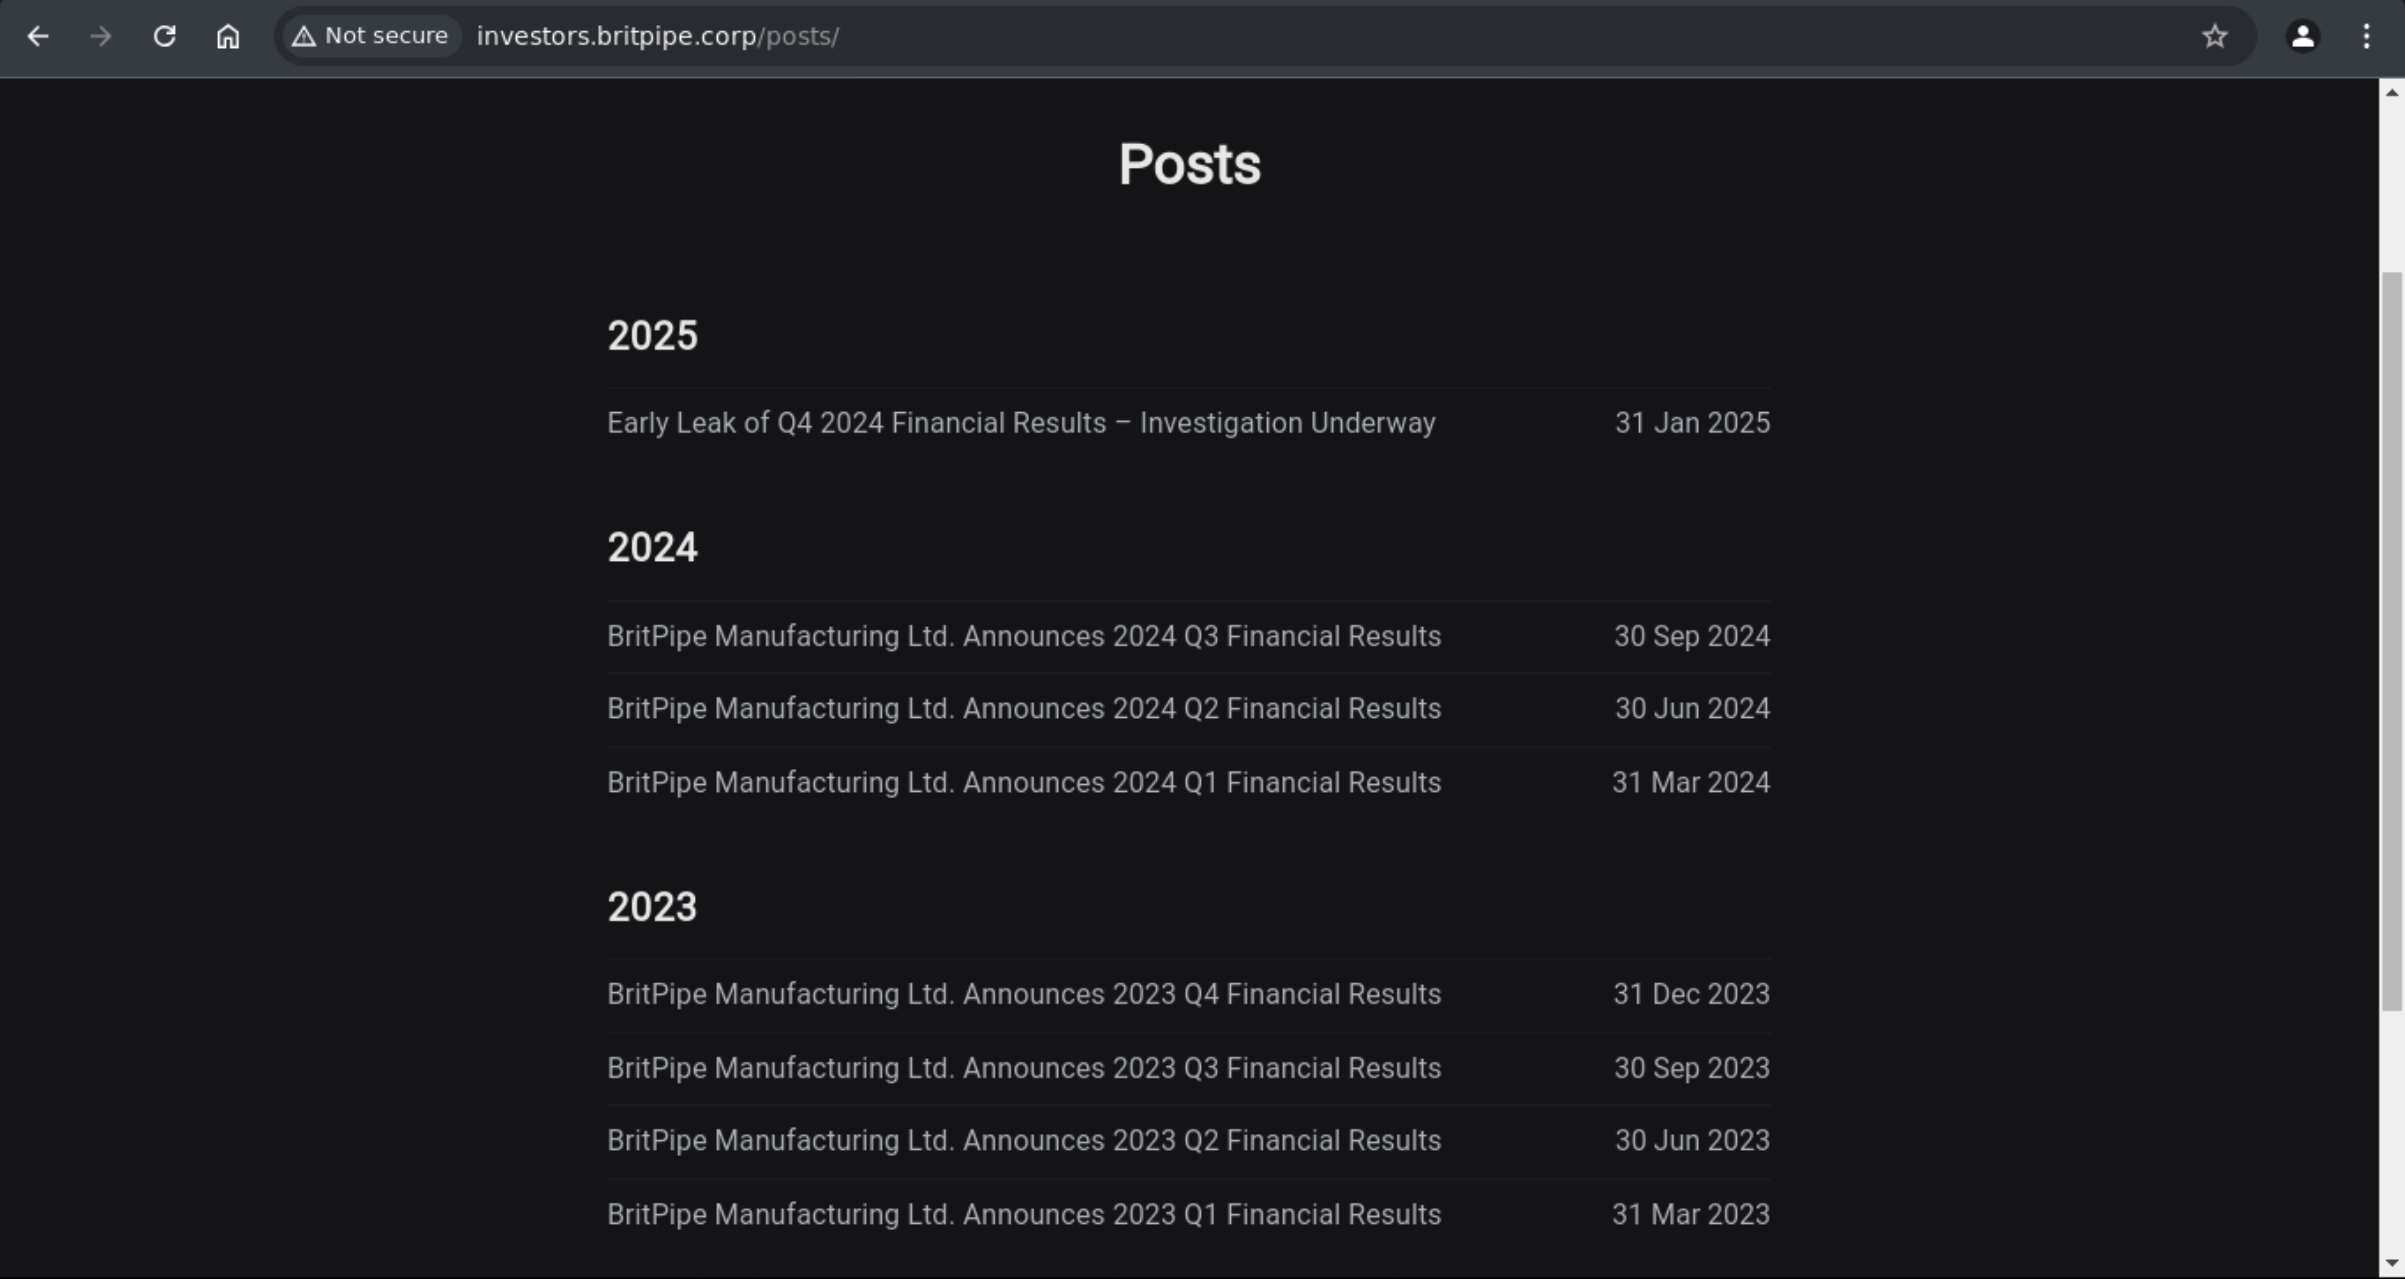 Not secure investors.britpipe.corp/posts/
Posts
2025
Early Leak of Q4 2024 Financial Results – Investigation Underway 31 Jan 2025
2024
BritPipe Manufacturing Ltd. Announces 2024 Q3 Financial Results 30 Sep 2024
BritPipe Manufacturing Ltd. Announces 2024 Q2 Financial Results 30 Jun 2024
BritPipe Manufacturing Ltd. Announces 2024 Q1 Financial Results 31 Mar 2024
2023
BritPipe Manufacturing Ltd. Announces 2023 Q4 Financial Results 31 Dec 2023
BritPipe Manufacturing Ltd. Announces 2023 Q3 Financial Results 30 Sep 2023
BritPipe Manufacturing Ltd. Announces 2023 Q2 Financial Results 30 Jun 2023
BritPipe Manufacturing Ltd. Announces 2023 Q1 Financial Results 31 Mar 2023